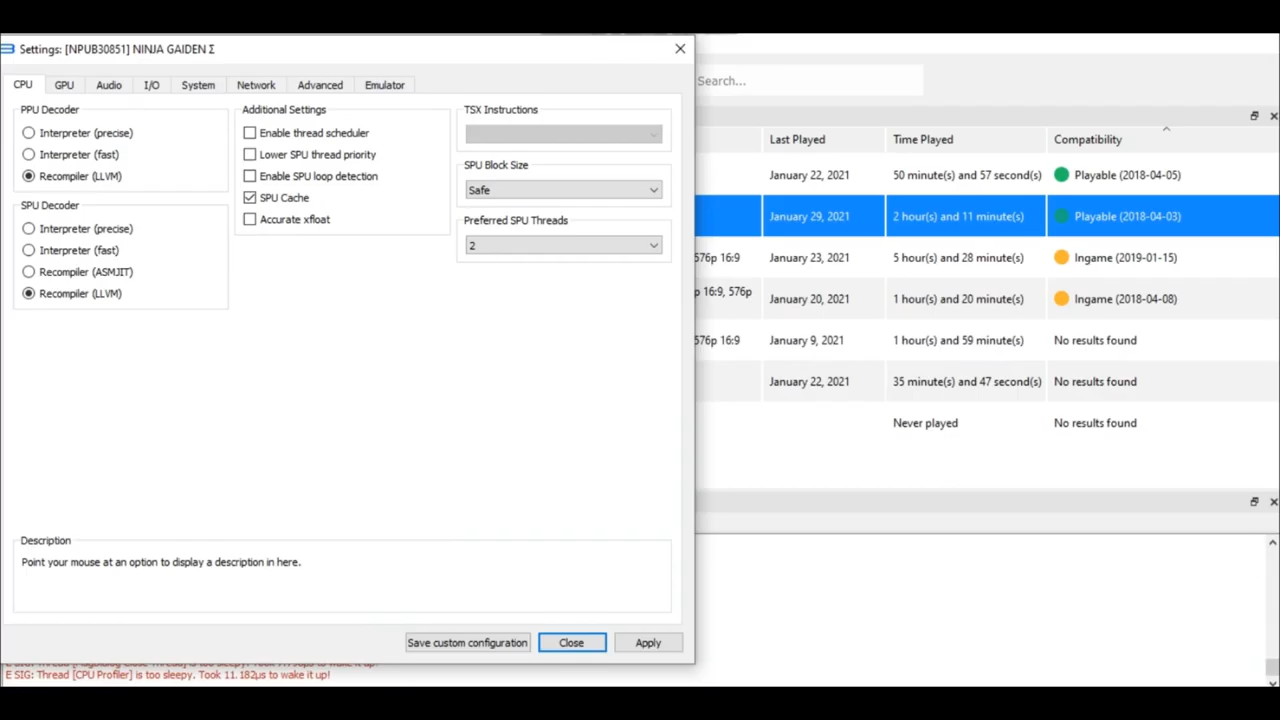 Settings: [NPUB30851] NINJA GAIDEN Σ
CPU GPU Audio I/O System Network Advanced Emulator
PPU Decoder
Interpreter (precise)
Interpreter (fast)
Recompiler (LLVM)
SPU Decoder
Interpreter (precise)
Interpreter (fast)
Recompiler (ASMJIT)
Recompiler (LLVM)
Additional Settings
Enable thread scheduler
Lower SPU thread priority
Enable SPU loop detection
SPU Cache
Accurate xfloat
TSX Instructions
SPU Block Size
Safe
Preferred SPU Threads
2
Description
Point your mouse at an option to display a description in here.
Save custom configuration Close Apply
Search...
Last Played Time Played Compatibility
January 22, 2021 50 minute(s) and 57 second(s) Playable (2018-04-05)
January 29, 2021 2 hour(s) and 11 minute(s) Playable (2018-04-03)
576p 16:9 January 23, 2021 5 hour(s) and 28 minute(s) Ingame (2019-01-15)
p 16:9, 576p January 20, 2021 1 hour(s) and 20 minute(s) Ingame (2018-04-08)
576p 16:9 January 9, 2021 1 hour(s) and 59 minute(s) No results found
January 22, 2021 35 minute(s) and 47 second(s) No results found
Never played No results found
E SIG: Thread [CPU Profiler] is too sleepy. Took 11.182µs to wake it up!